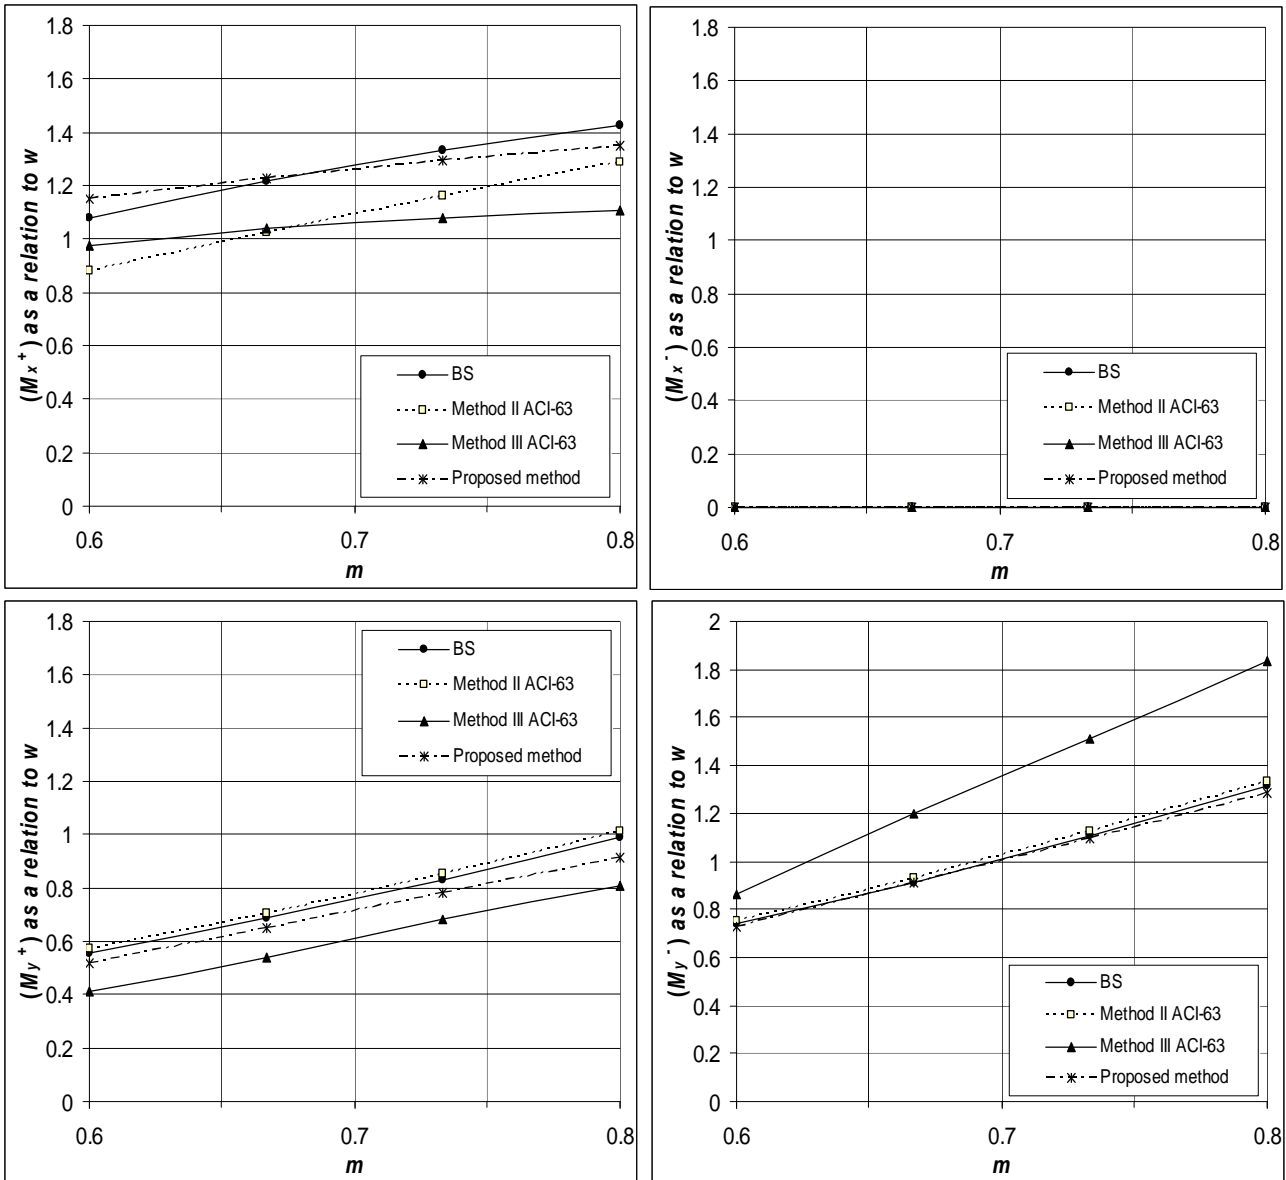 1.8
1.6
1.4
1.2
1
0.8
0.6
0.4
0.2
0
(Mx+) as a relation to w
BS
Method II ACI-63
Method III ACI-63
Proposed method
0.6 0.7 0.8
m
1.8
1.6
1.4
1.2
1
0.8
0.6
0.4
0.2
0
(Mx-) as a relation to w
BS
Method II ACI-63
Method III ACI-63
Proposed method
0.6 0.7 0.8
m
1.8
1.6
1.4
1.2
1
0.8
0.6
0.4
0.2
0
(My+) as a relation to w
BS
Method II ACI-63
Method III ACI-63
Proposed method
0.6 0.7 0.8
m
2
1.8
1.6
1.4
1.2
1
0.8
0.6
0.4
0.2
0
(My-) as a relation to w
BS
Method II ACI-63
Method III ACI-63
Proposed method
0.6 0.7 0.8
m